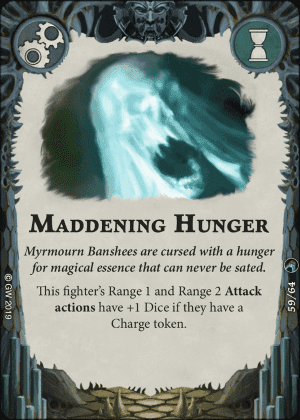 MADDENING HUNGER
Myrmourn Banshees are cursed with a hunger
for magical essence that can never be sated.
This fighter's Range 1 and Range 2 Attack
actions have +1 Dice if they have a
Charge token.
© GW 2019
59/64